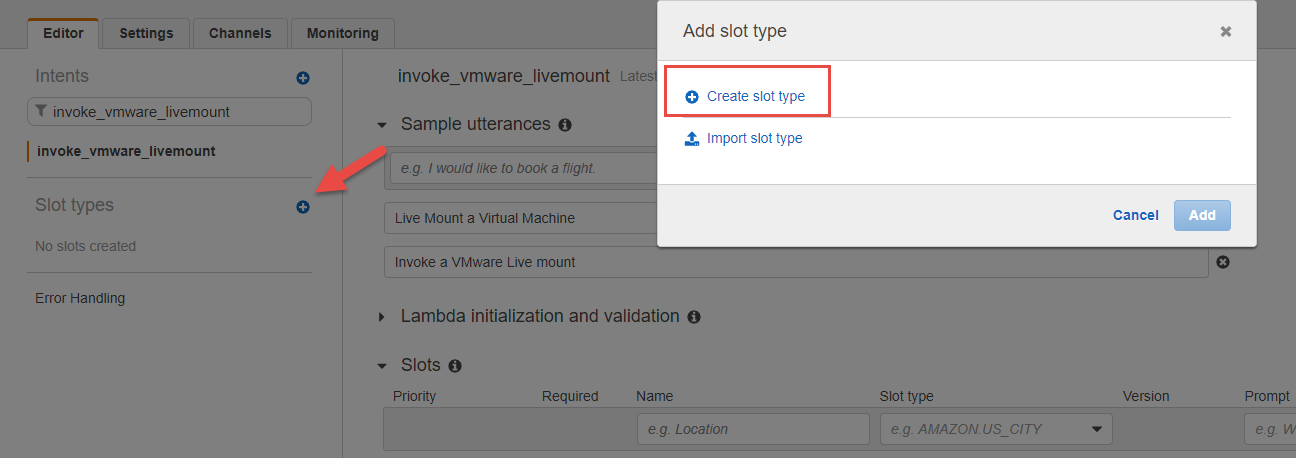 Editor
Settings
Channels
Monitoring
Intents
invoke_vmware_livemount
invoke_vmware_livemount
Slot types
No slots created
Error Handling
invoke_vmware_livemount Latest
Sample utterances
e.g. I would like to book a flight.
Live Mount a Virtual Machine
Invoke a VMware Live mount
Lambda initialization and validation
Slots
Priority Required Name Slot type Version Prompt
e.g. Location e.g. AMAZON.US_CITY e.g. W
Add slot type
Create slot type
Import slot type
Cancel Add